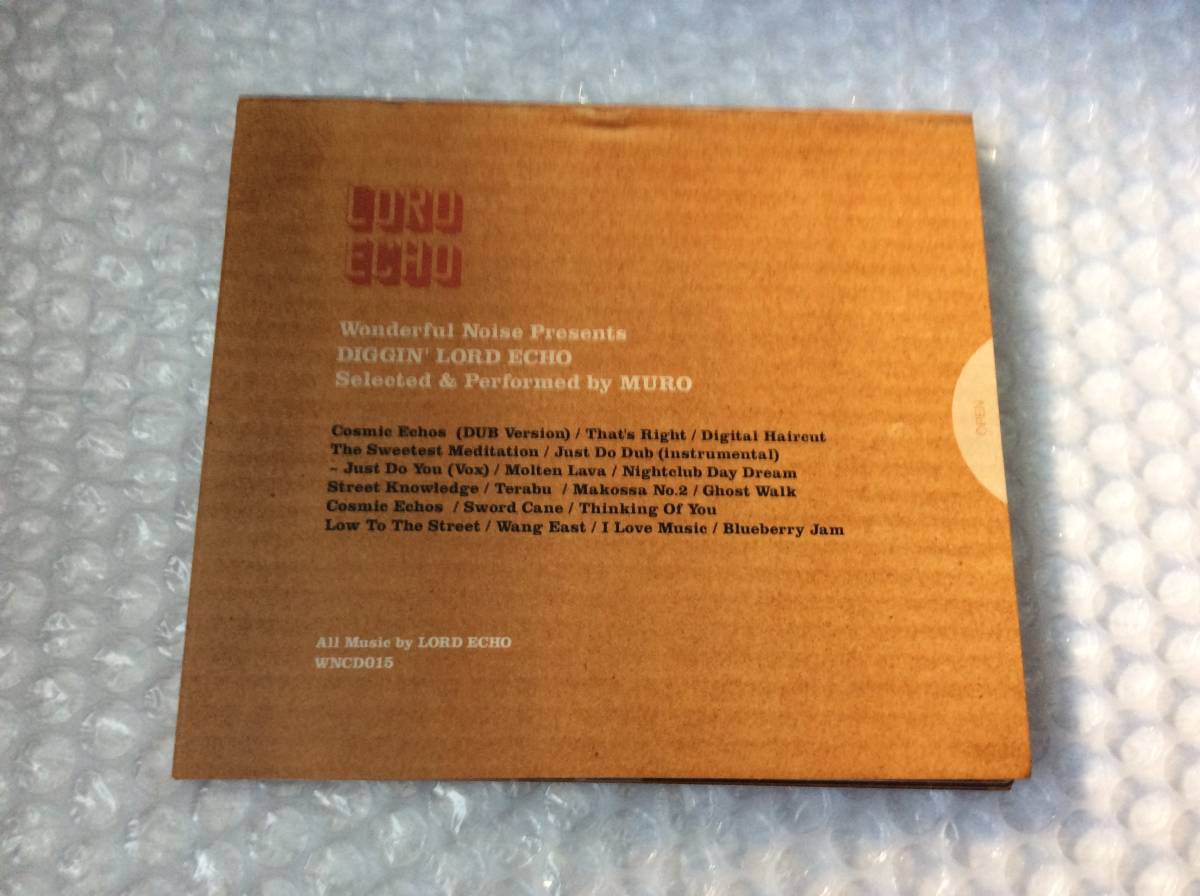 LORD
ECHO
Wonderful Noise Presents
DIGGIN' LORD ECHO
Selected & Performed by MURO
Cosmic Echos (DUB Version) / That's Right / Digital Haircut
The Sweetest Meditation / Just Do Dub (instrumental)
~ Just Do You (Vox) / Molten Lava / Nightclub Day Dream
Street Knowledge / Terabu / Makossa No.2 / Ghost Walk
Cosmic Echos / Sword Cane / Thinking Of You
Low To The Street / Wang East / I Love Music / Blueberry Jam
All Music by LORD ECHO
WNCD015
OPEN